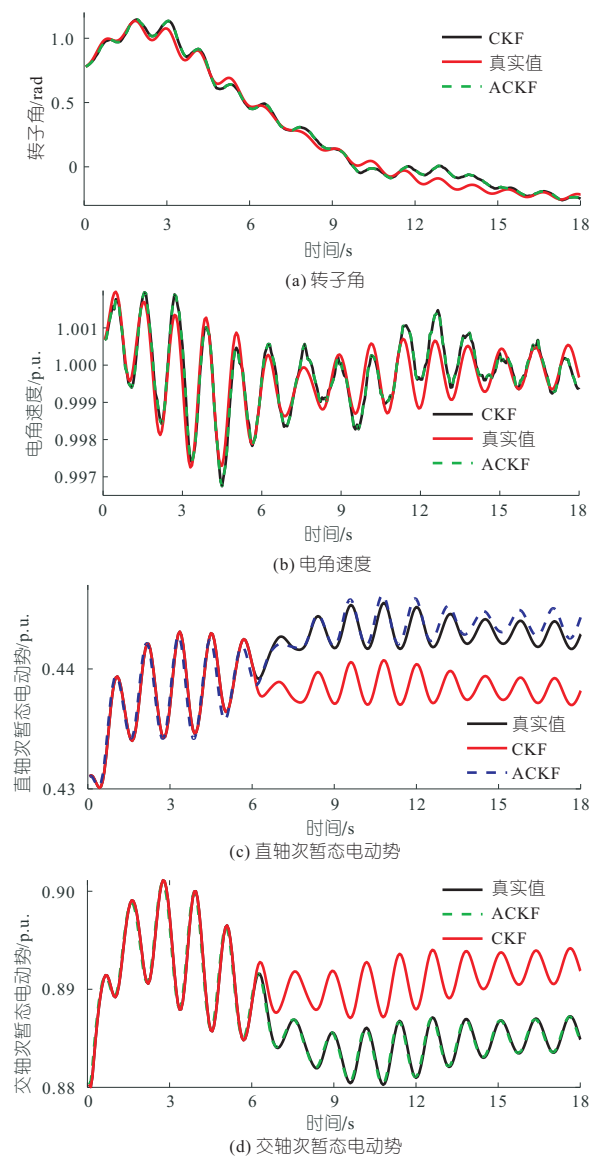 1.0
0.5
0
转子角/rad
CKF
真实值
ACKF
0 3 6 9 12 15 18
时间/s
(a) 转子角
1.001
1.000
0.999
0.998
0.997
电角速度/p.u.
CKF
真实值
ACKF
0 3 6 9 12 15 18
时间/s
(b) 电角速度
0.44
0.43
直轴次暂态电动势/p.u.
真实值
CKF
ACKF
0 3 6 9 12 15 18
时间/s
(c) 直轴次暂态电动势
0.90
0.89
0.88
交轴次暂态电动势/p.u.
真实值
ACKF
CKF
0 3 6 9 12 15 18
时间/s
(d) 交轴次暂态电动势